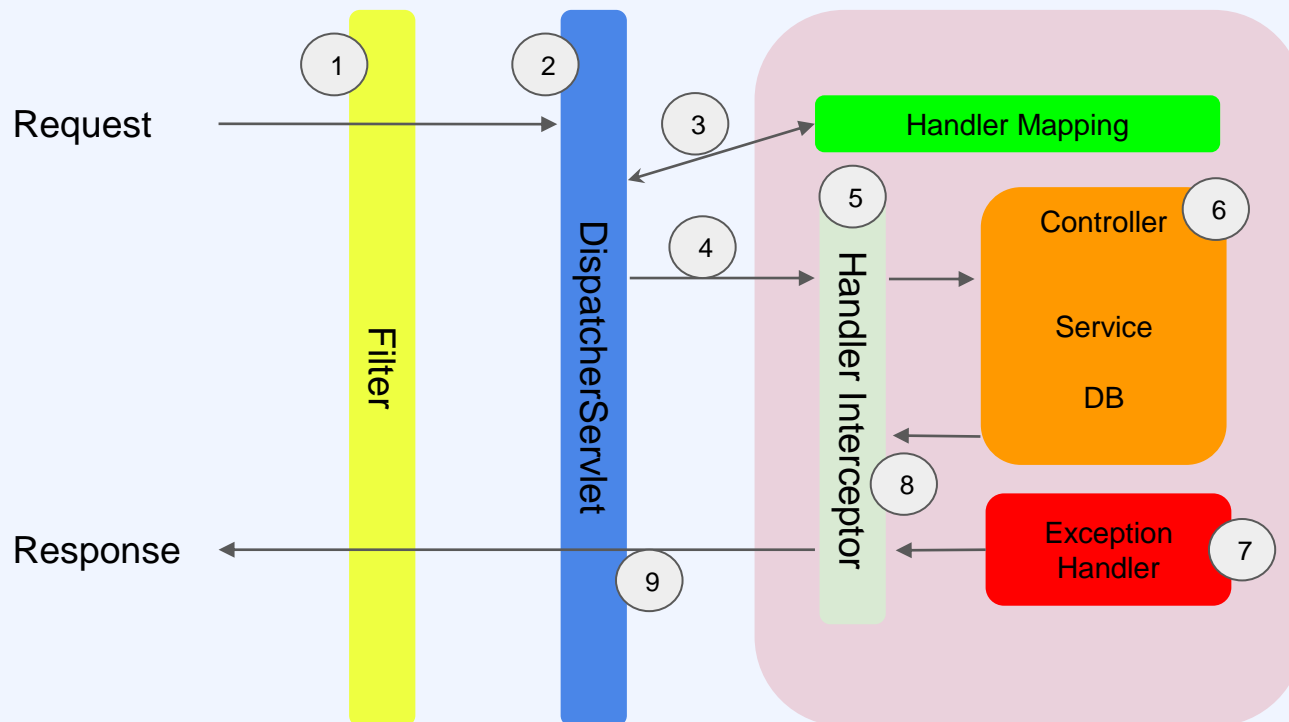 1
2
Request
3
Handler Mapping
5
6
Controller
4
Service
DB
Filter
DispatcherServlet
Handler Interceptor
8
Response
Exception
Handler
7
9